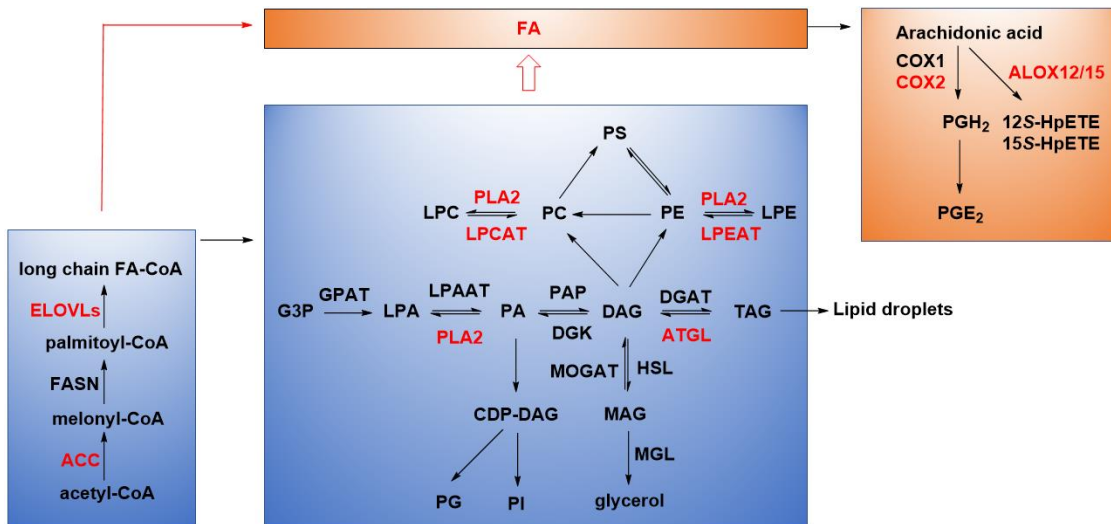 FA
Arachidonic acid
COX1
COX2
ALOX12/15
PGH2
12S-HpETE
15S-HpETE
PGE2
PS
PLA2
PLA2
LPC
PC
PE
LPE
LPCAT
LPEAT
long chain FA-CoA
ELOVLs
palmitoyl-CoA
FASN
melonyl-CoA
ACC
acetyl-CoA
GPAT
LPAAT
PAP
DGAT
G3P
LPA
PA
DAG
TAG
Lipid droplets
PLA2
DGK
ATGL
MOGAT
HSL
CDP-DAG
MAG
MGL
PG
PI
glycerol